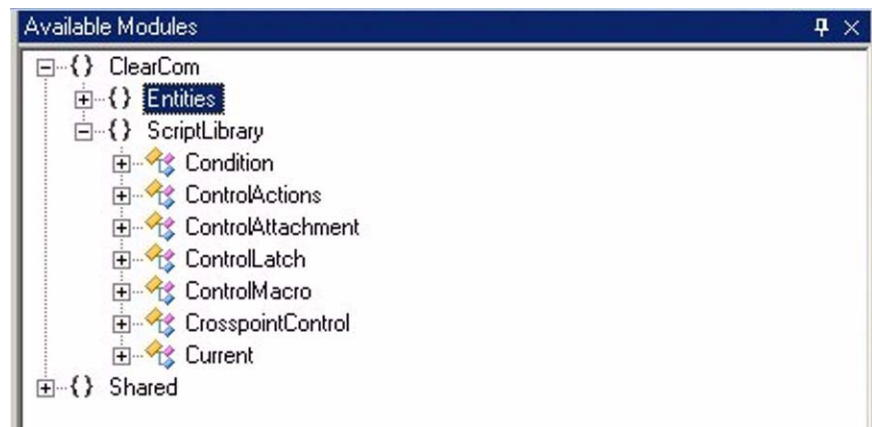 Available Modules
{} ClearCom
{} Entities
{} ScriptLibrary
Condition
ControlActions
ControlAttachment
ControlLatch
ControlMacro
CrosspointControl
Current
{} Shared